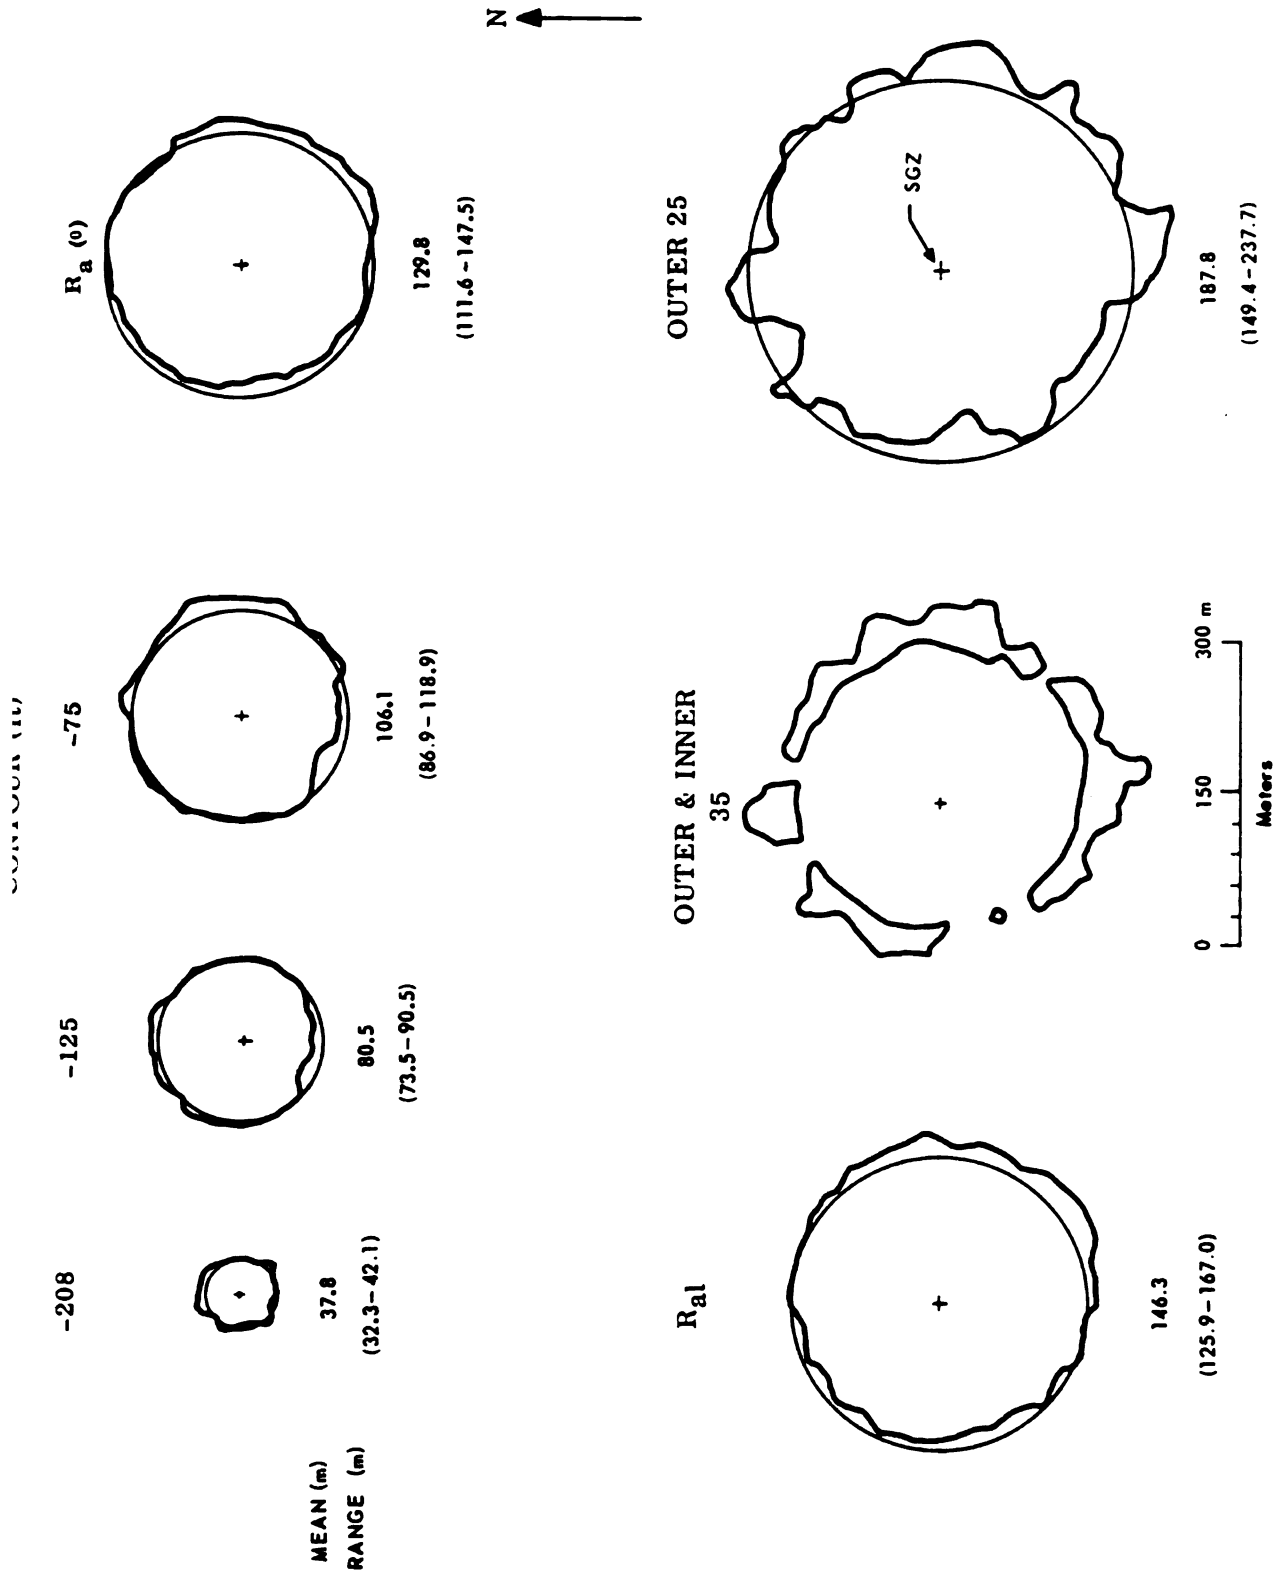 CONTOUR (ft)
-208
-125
-75
Ra (0)
N
MEAN (m)
37.8
80.5
106.1
129.8
RANGE (m)
(32.3-42.1)
(73.5-90.5)
(86.9-118.9)
(111.6-147.5)
Ral
OUTER & INNER
35
OUTER 25
SGZ
146.3
(125.9-167.0)
0
150
300 m
Meters
187.8
(149.4-237.7)